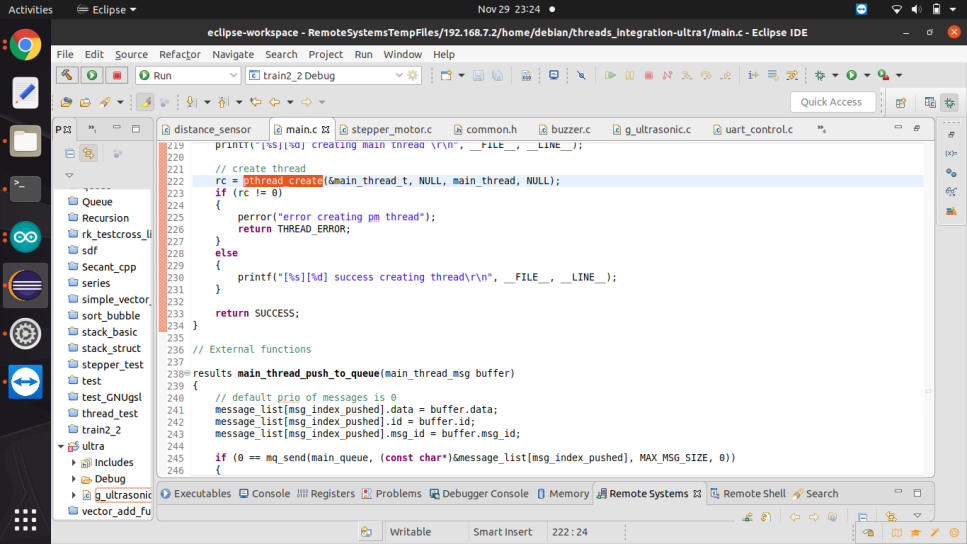 Activities
Eclipse
Nov 29 23:24
eclipse-workspace - RemoteSystemsTempFiles/192.168.7.2/home/debian/threads_integration-ultra1/main.c - Eclipse IDE
File Edit Source Refactor Navigate Search Project Run Window Help
Run
train2_2 Debug
Quick Access
P
distance_sensor
main.c
stepper_motor.c
common.h
buzzer.c
g_ultrasonic.c
uart_control.c
queue
Queue
Recursion
rk_testcross_li
sdf
Secant_cpp
series
simple_vector_
sort_bubble
stack_basic
stack_struct
stepper_test
test
test_GNUgsl
thread_test
train2_2
ultra
Includes
Debug
g_ultrasonic
vector_add_fu
219 printf("[%s][%d] creating main thread \r\n", __FILE__, __LINE__);
220
221 // create thread
222 rc = pthread_create(&main_thread_t, NULL, main_thread, NULL);
223 if (rc != 0)
224 {
225 perror("error creating pm thread");
226 return THREAD_ERROR;
227 }
228 else
229 {
230 printf("[%s][%d] success creating thread\r\n", __FILE__, __LINE__);
231 }
232
233 return SUCCESS;
234 }
235
236 // External functions
237
238 results main_thread_push_to_queue(main_thread_msg buffer)
239 {
240 // default prio of messages is 0
241 message_list[msg_index_pushed].data = buffer.data;
242 message_list[msg_index_pushed].id = buffer.id;
243 message_list[msg_index_pushed].msg_id = buffer.msg_id;
244
245 if (0 == mq_send(main_queue, (const char*)&message_list[msg_index_pushed], MAX_MSG_SIZE, 0))
246 {
Executables Console Registers Problems Debugger Console Memory Remote Systems Remote Shell Search
Writable
Smart Insert
222 : 24